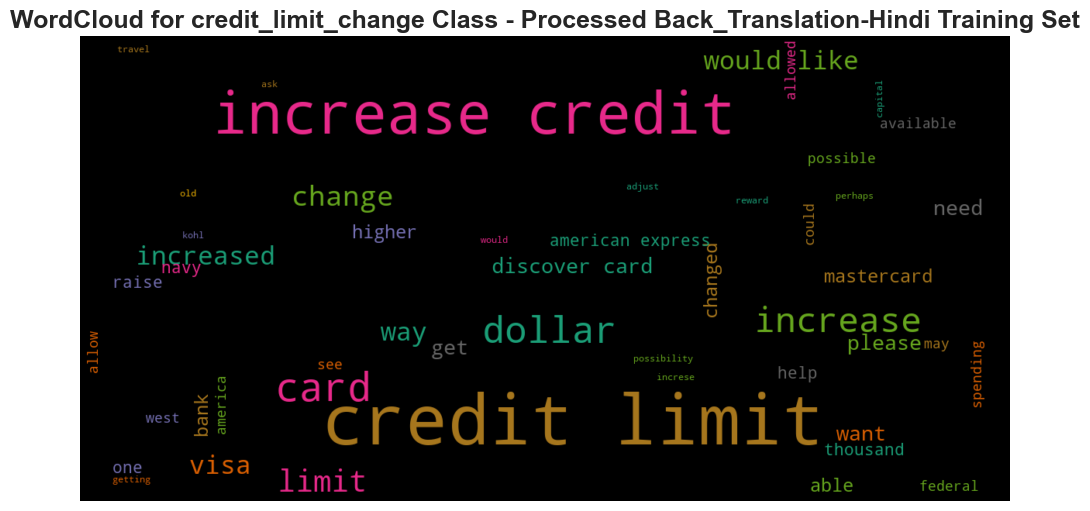 WordCloud for credit_limit_change Class - Processed Back_Translation-Hindi Training Set
travel
would like
allowed
ask
increase credit
capital
available
possible
old
adjust
change
reward
perhaps
need
could
kohl
higher
would
american express
increased
navy
discover card
changed
mastercard
raise
increase
way
dollar
please
may
get
allow
see
possibility
help
spending
card
increse
bank
america
west
credit limit
want
thousand
one
visa
getting
limit
able
federal